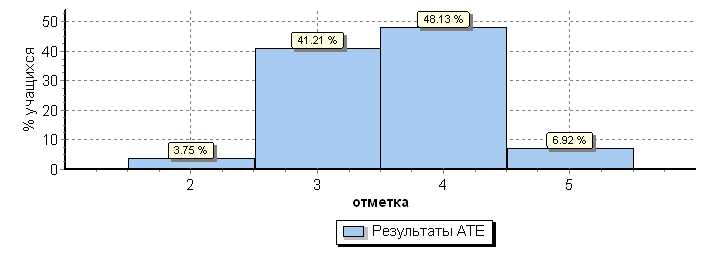 % учащихся
50
40
30
20
10
0
3.75 %
41.21 %
48.13 %
6.92 %
2 3 4 5
отметка
Результаты АТЕ